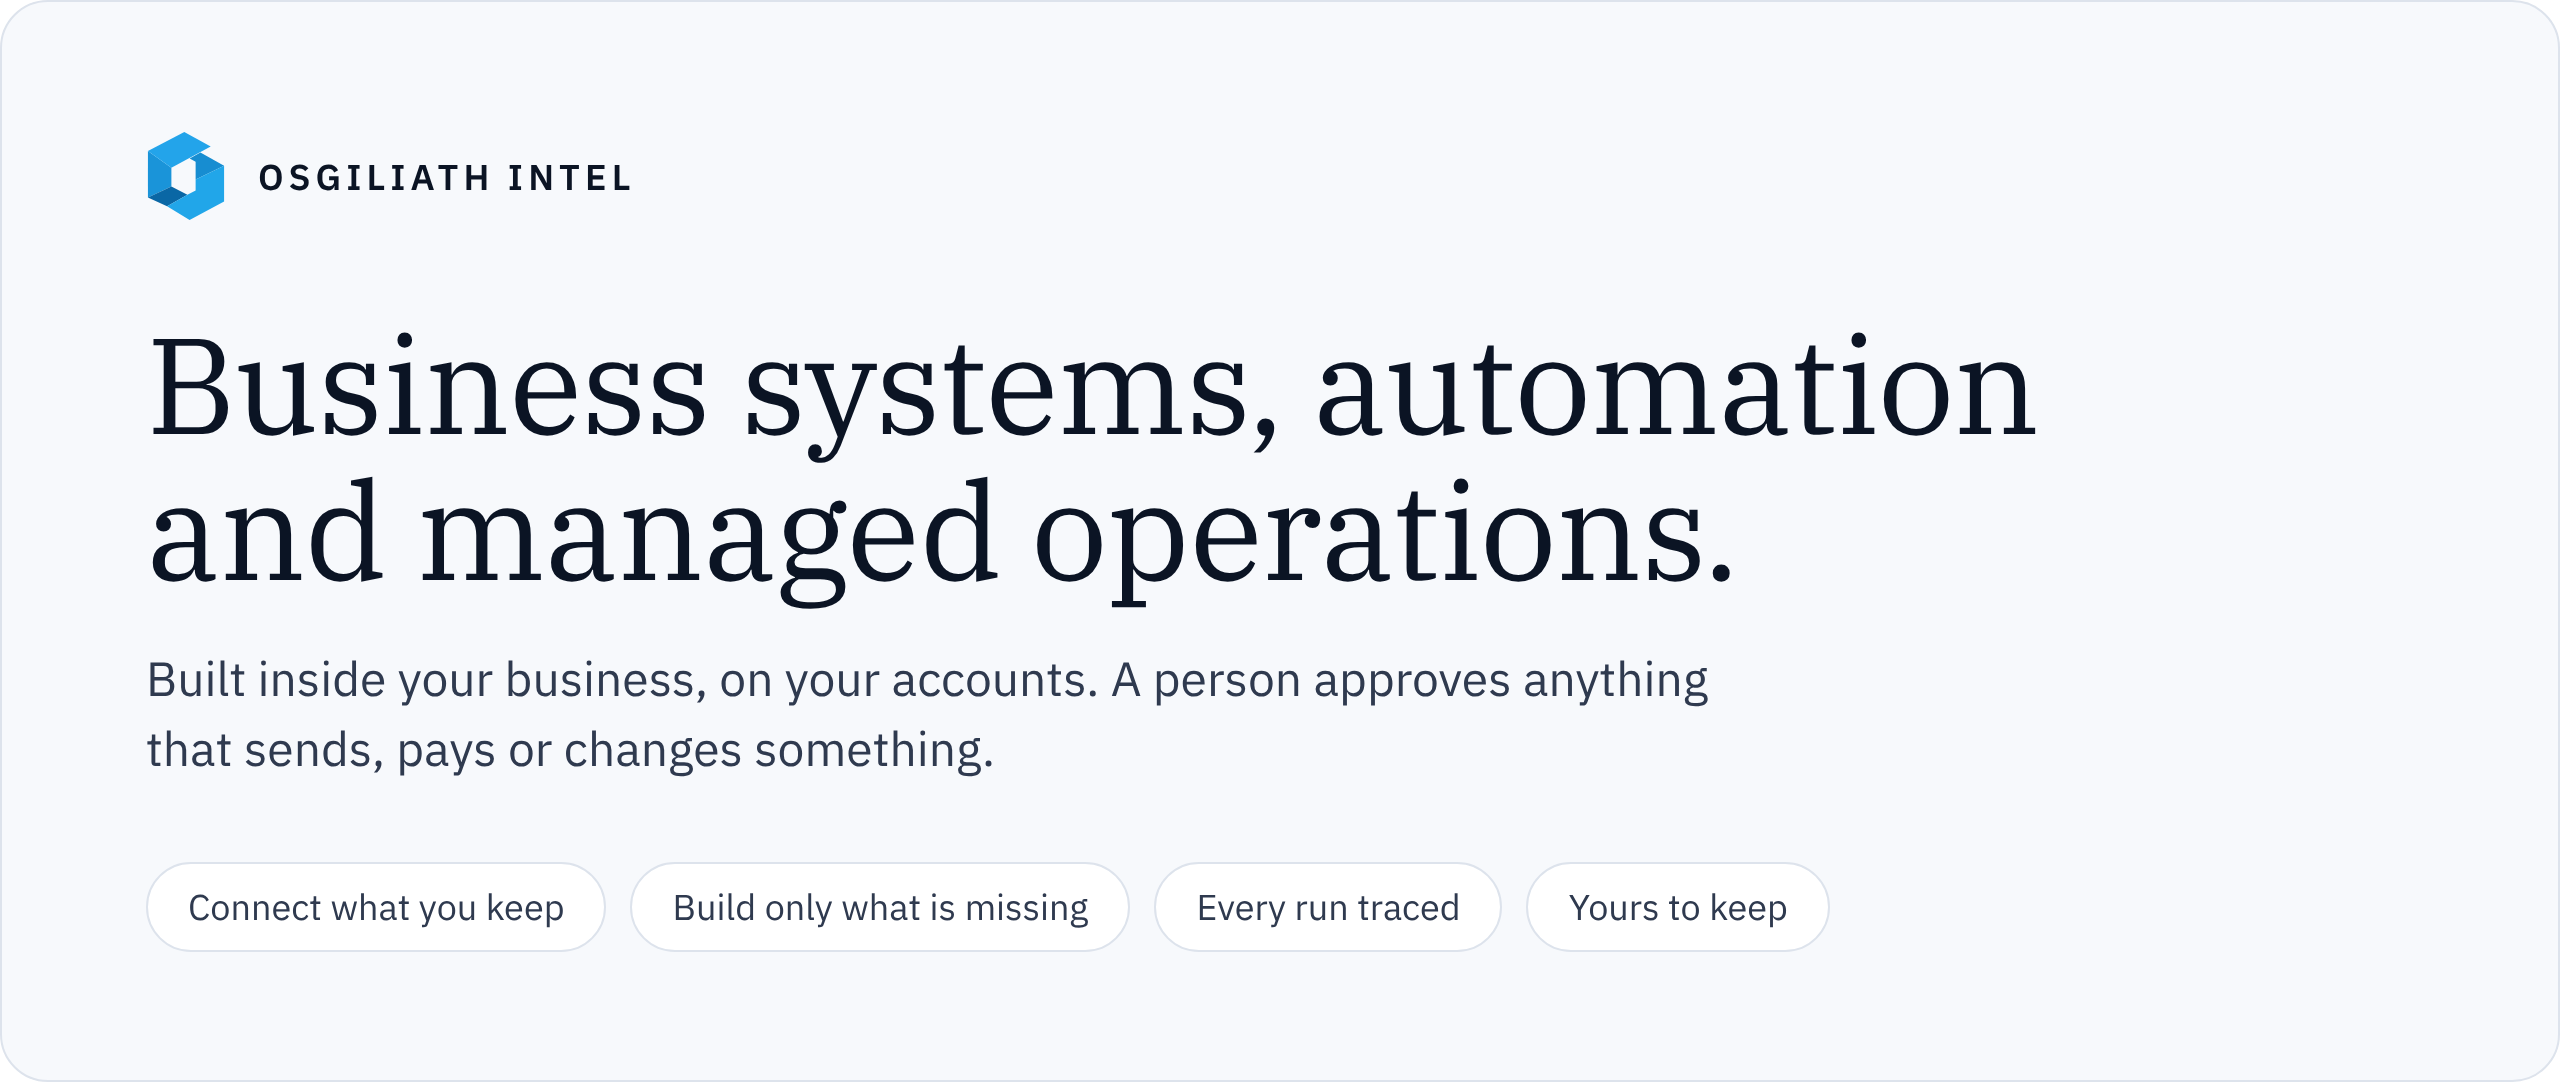 OSGILIATH INTEL
Business systems, automation
and managed operations.
Built inside your business, on your accounts. A person approves anything
that sends, pays or changes something.
Connect what you keep
Build only what is missing
Every run traced
Yours to keep